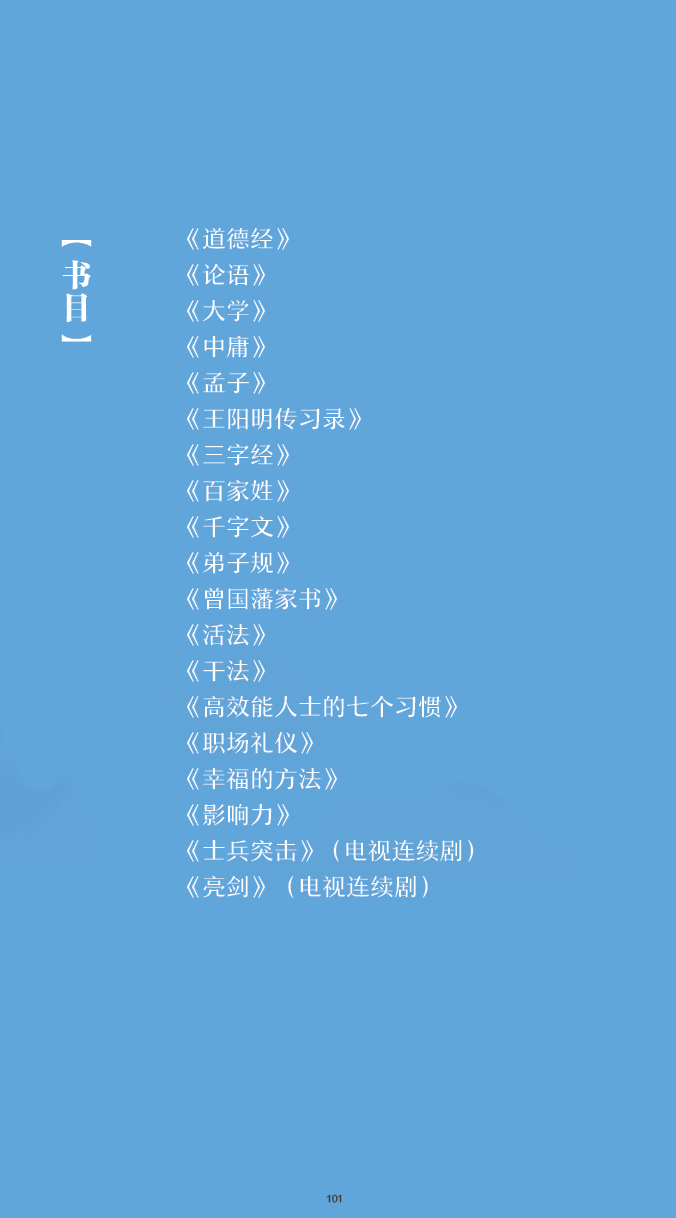 【书目】
《道德经》
《论语》
《大学》
《中庸》
《孟子》
《王阳明传习录》
《三字经》
《百家姓》
《千字文》
《弟子规》
《曾国藩家书》
《活法》
《干法》
《高效能人士的七个习惯》
《职场礼仪》
《幸福的方法》
《影响力》
《士兵突击》（电视连续剧）
《亮剑》（电视连续剧）
101